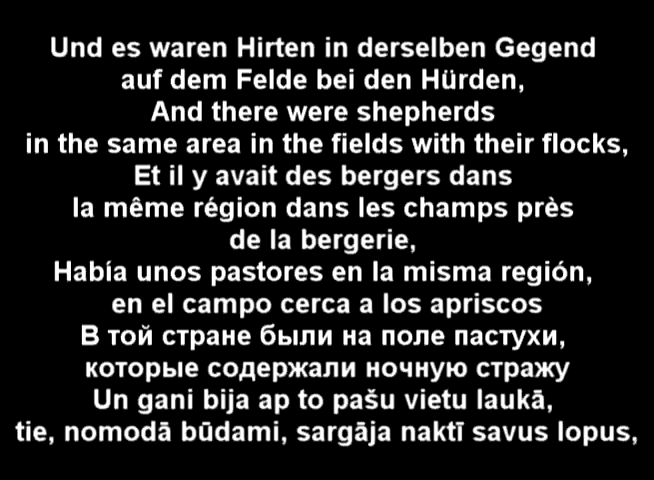 Und es waren Hirten in derselben Gegend
auf dem Felde bei den Hürden,
And there were shepherds
in the same area in the fields with their flocks,
Et il y avait des bergers dans
la même région dans les champs près
de la bergerie,
Había unos pastores en la misma región,
en el campo cerca a los apriscos
В той стране были на поле пастухи,
которые содержали ночную стражу
Un gani bija ap to pašu vietu laukā,
tie, nomodā būdami, sargāja naktī savus lopus,